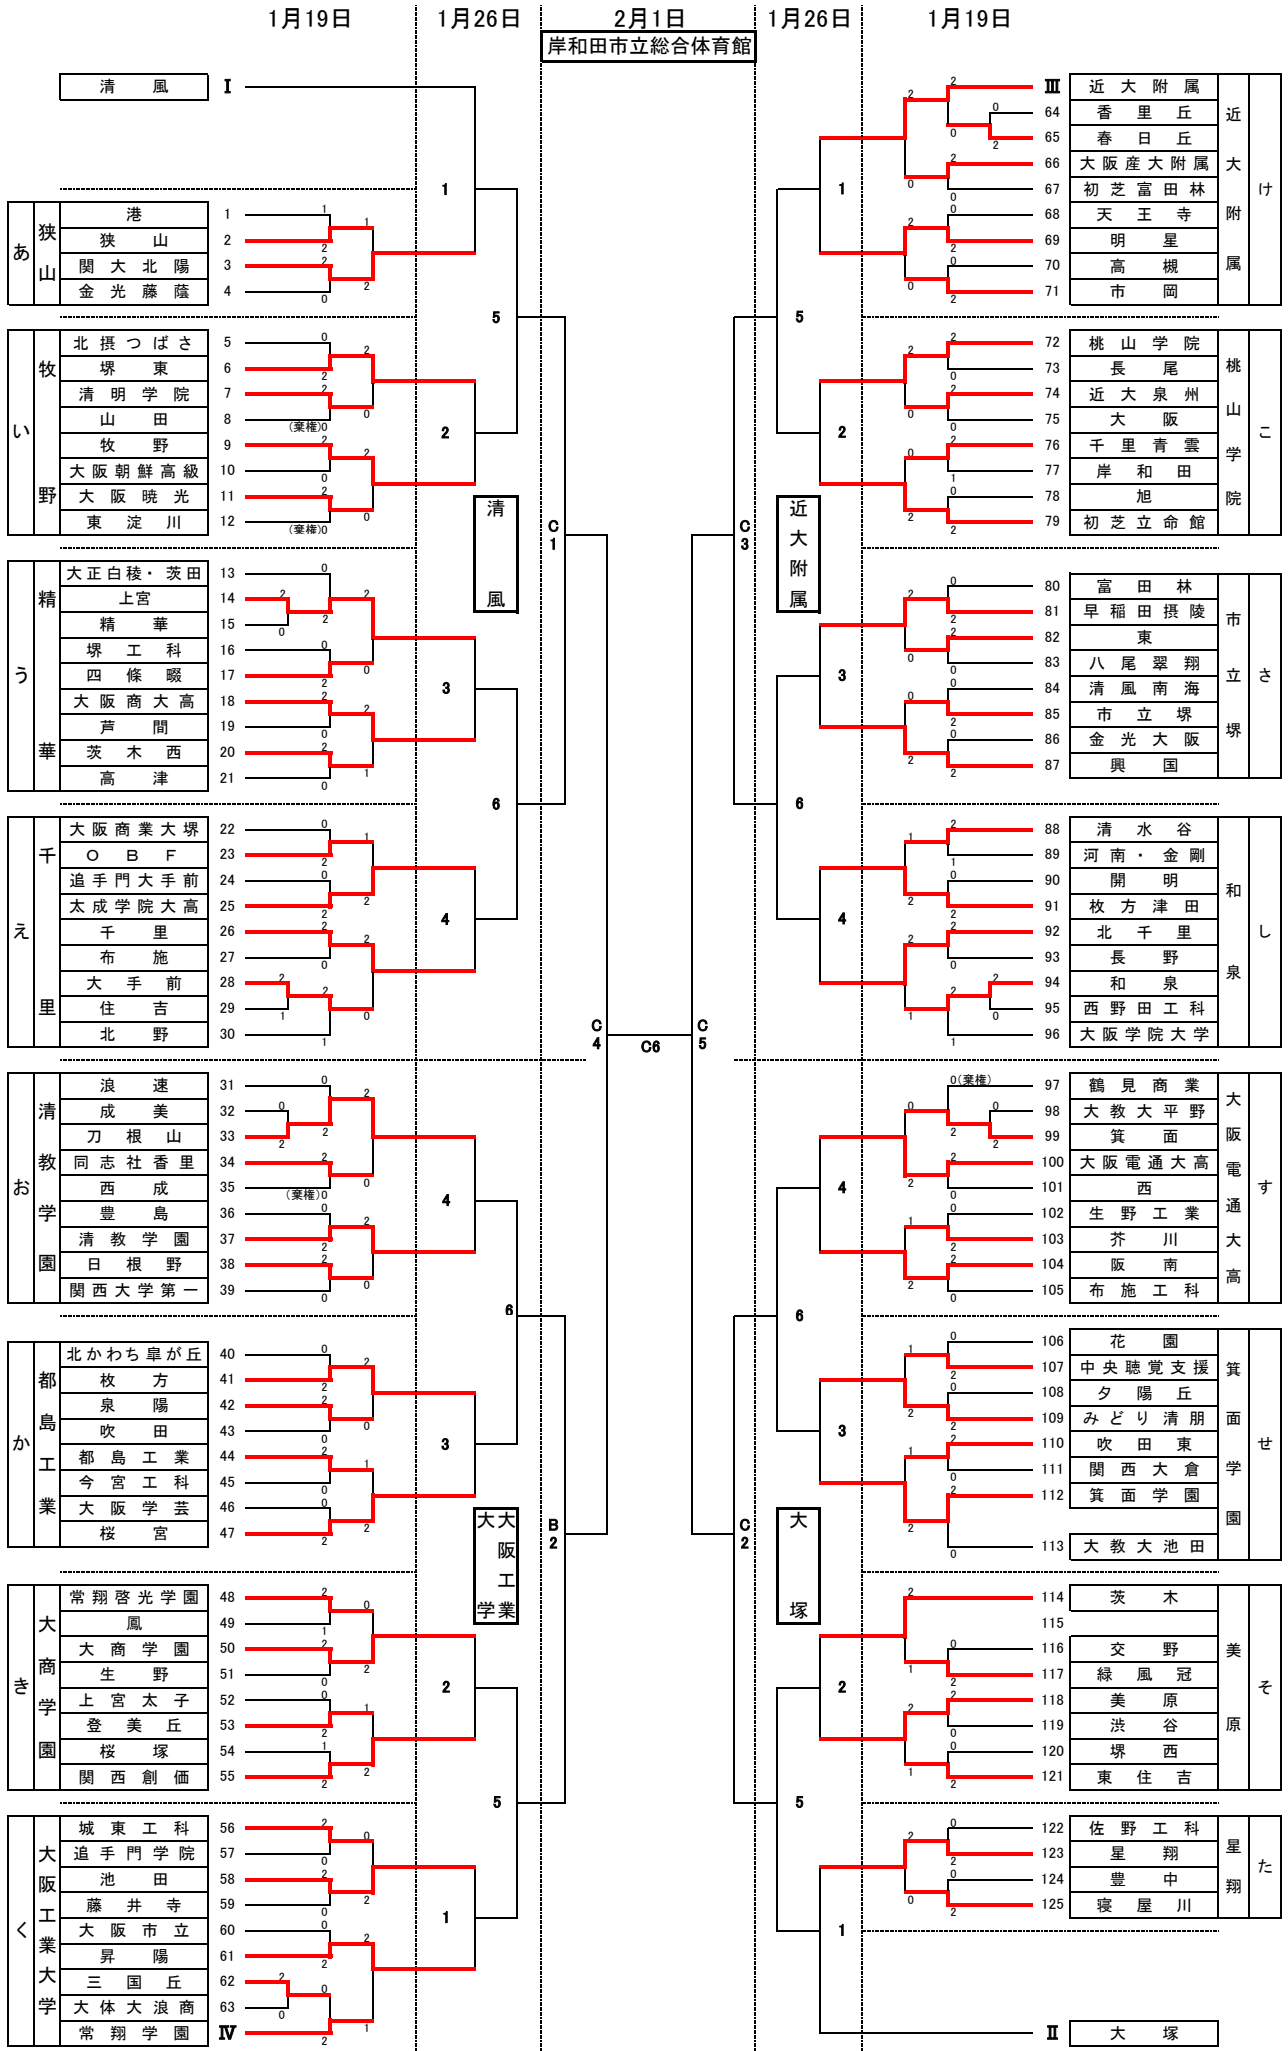 1月19日 1月26日 2月1日 1月26日 1月19日
岸和田市立総合体育館
清風 Ⅰ
あ 狭山
港 1
狭山 2
関大北陽 3
金光藤蔭 4
い 牧野
北摂つばさ 5
堺東 6
清明学院 7
山田 8 (棄権)0
牧野 9
大阪朝鮮高級 10
大阪暁光 11
東淀川 12 (棄権)0
う 精華
大正白稜・茨田 13
上宮 14
精華 15
堺工科 16
四條畷 17
大阪商大高 18
芦間 19
茨木西 20
高津 21
え 千里
大阪商業大堺 22
OBF 23
追手門大手前 24
太成学院大高 25
千里 26
布施 27
大手前 28
住吉 29
北野 30
お 清教学園
浪速 31
成美 32
刀根山 33
同志社香里 34
西成 35 (棄権)0
豊島 36
清教学園 37
日根野 38
関西大学第一 39
か 都島工業
北かわち皐が丘 40
枚方 41
泉陽 42
吹田 43
都島工業 44
今宮工科 45
大阪学芸 46
桜宮 47
き 大商学園
常翔啓光学園 48
鳳 49
大商学園 50
生野 51
上宮太子 52
登美丘 53
桜塚 54
関西創価 55
く 大阪工業大学
城東工科 56
追手門学院 57
池田 58
藤井寺 59
大阪市立 60
昇陽 61
三国丘 62
大体大浪商 63
常翔学園 Ⅳ
清風
大阪工業大学
C1
B2
C4
C6
C5
C3
C2
近大附属
大塚
Ⅲ 近大附属
64 香里丘
65 春日丘
66 大阪産大附属
67 初芝富田林
68 天王寺
69 明星
70 高槻
71 市岡
近大附属 け
72 桃山学院
73 長尾
74 近大泉州
75 大阪
76 千里青雲
77 岸和田
78 旭
79 初芝立命館
桃山学院 こ
80 富田林
81 早稲田摂陵
82 東
83 八尾翠翔
84 清風南海
85 市立堺
86 金光大阪
87 興国
市立堺 さ
88 清水谷
89 河南・金剛
90 開明
91 枚方津田
92 北千里
93 長野
94 和泉
95 西野田工科
96 大阪学院大学
和泉 し
0(棄権) 97 鶴見商業
98 大教大平野
99 箕面
100 大阪電通大高
101 西
102 生野工業
103 芥川
104 阪南
105 布施工科
大阪電通大高 す
106 花園
107 中央聴覚支援
108 夕陽丘
109 みどり清朋
110 吹田東
111 関西大倉
112 箕面学園
113 大教大池田
箕面学園 せ
114 茨木
115
116 交野
117 緑風冠
118 美原
119 渋谷
120 堺西
121 東住吉
美原 そ
122 佐野工科
123 星翔
124 豊中
125 寝屋川
星翔 た
Ⅱ 大塚